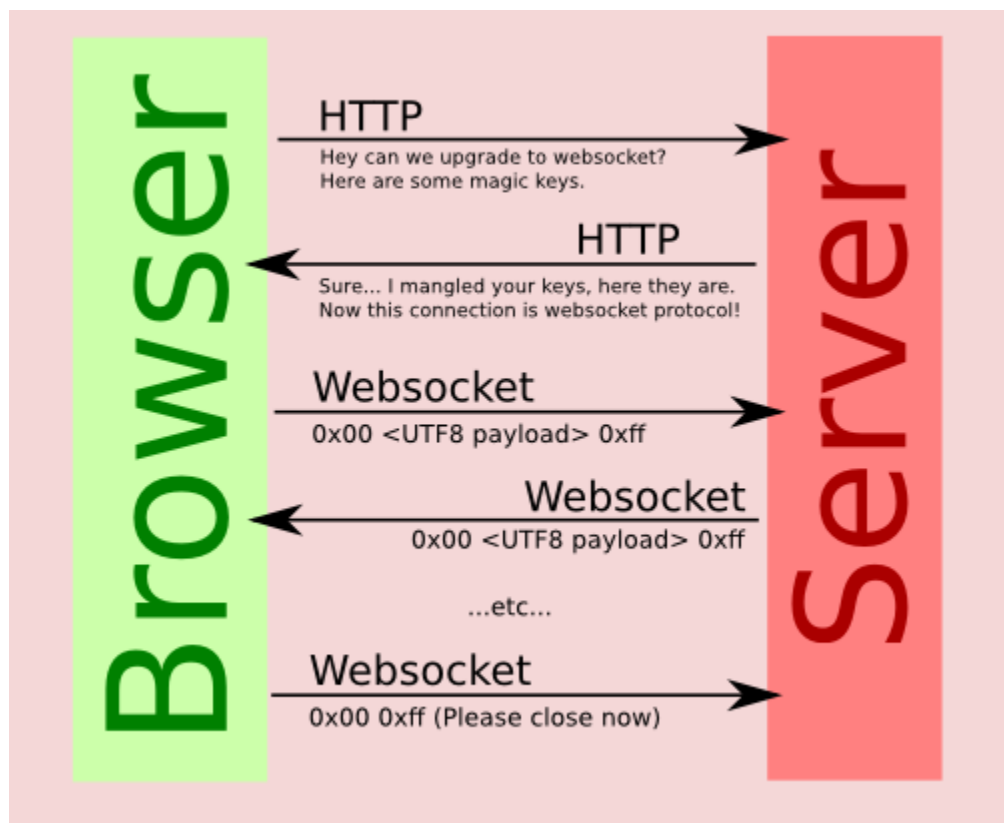 Browser
Server
HTTP
Hey can we upgrade to websocket?
Here are some magic keys.
HTTP
Sure... I mangled your keys, here they are.
Now this connection is websocket protocol!
Websocket
0x00 <UTF8 payload> 0xff
Websocket
0x00 <UTF8 payload> 0xff
...etc...
Websocket
0x00 0xff (Please close now)